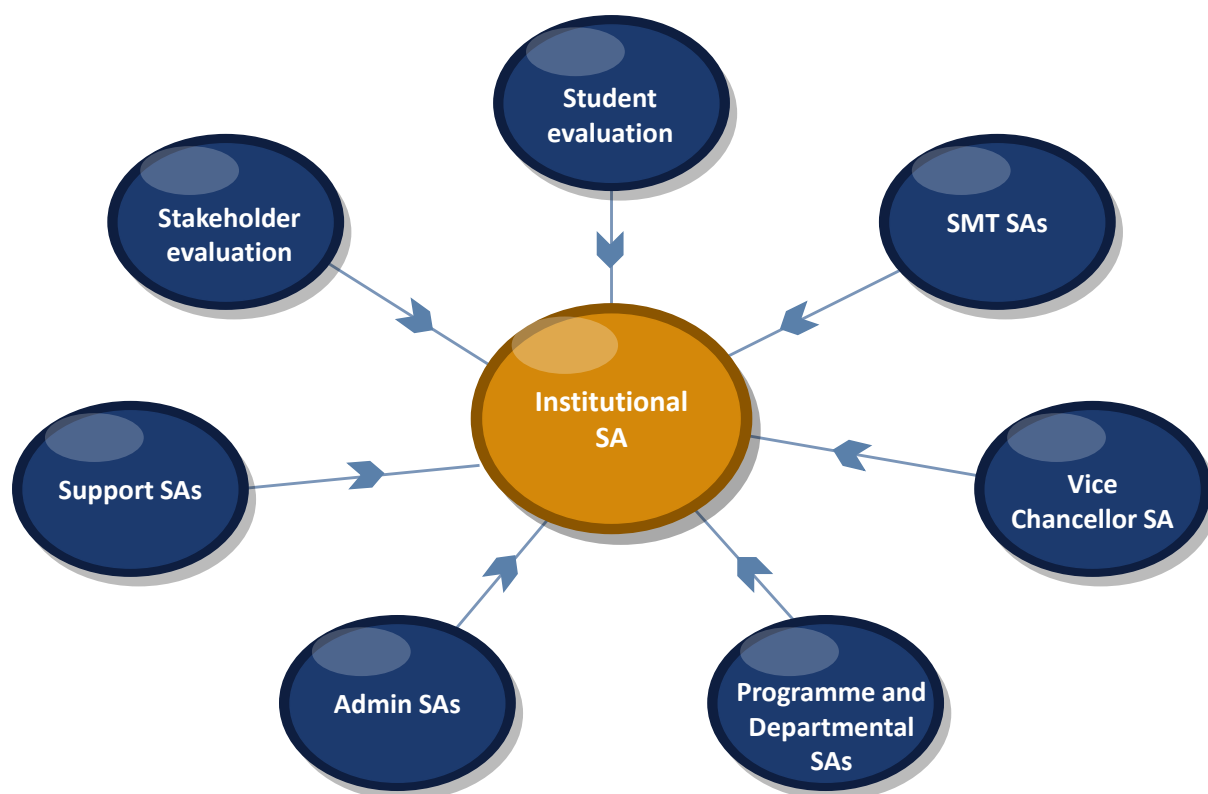 Student
evaluation
Stakeholder
evaluation
SMT SAs
Institutional
SA
Support SAs
Vice
Chancellor SA
Admin SAs
Programme and
Departmental
SAs